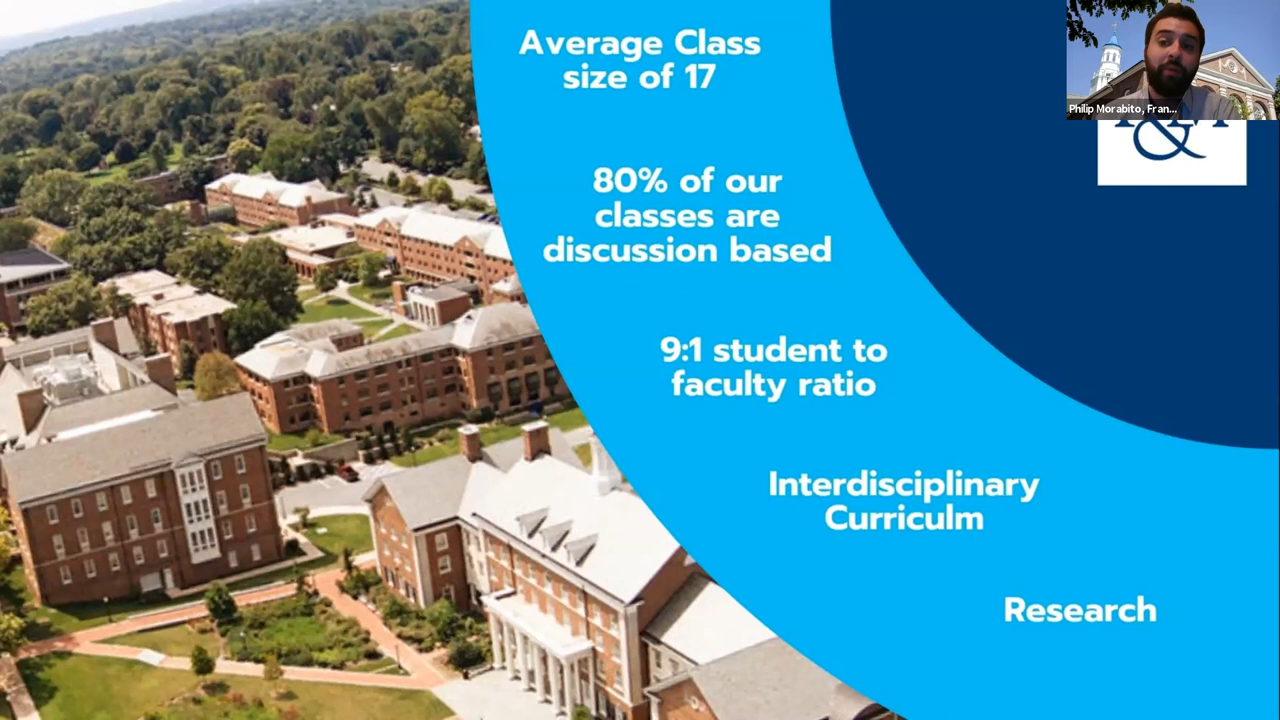 Average Class
size of 17
80% of our
classes are
discussion based
9:1 student to
faculty ratio
Interdisciplinary
Curriculm
Research
Philip Morabito, Fran...
&